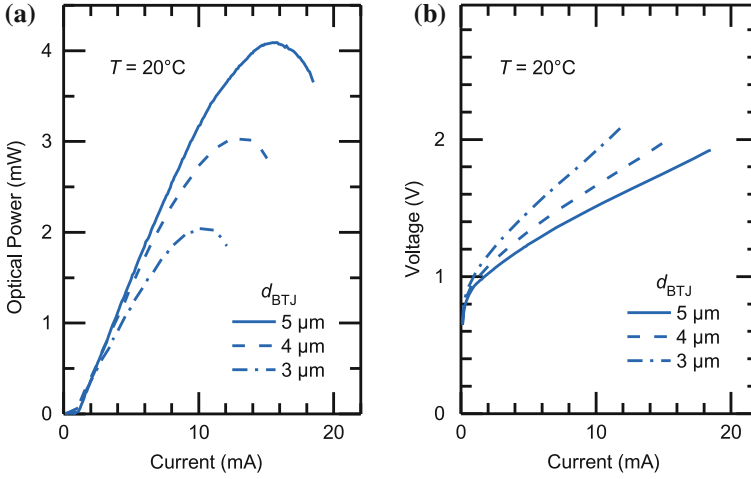 (a)
Optical Power (mW)
4
3
2
1
0
T = 20°C
d_BTJ
5 µm
4 µm
3 µm
0 10 20
Current (mA)
(b)
Voltage (V)
2
1
0
T = 20°C
d_BTJ
5 µm
4 µm
3 µm
0 10 20
Current (mA)